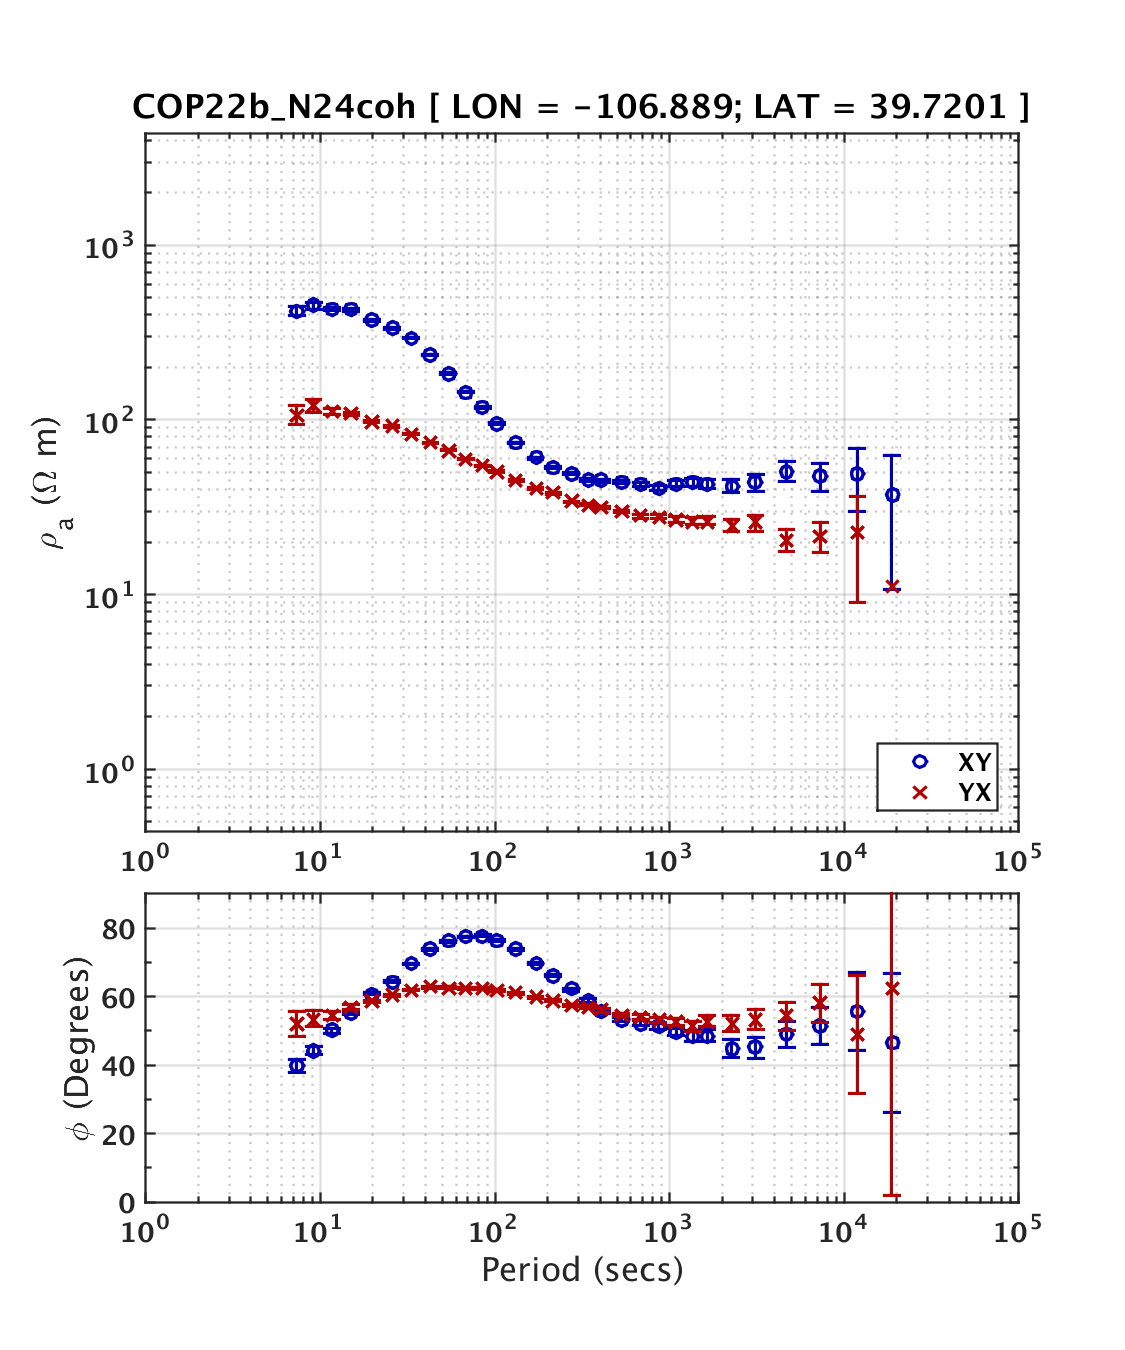 COP22b_N24coh [ LON = −106.889; LAT = 39.7201 ]
ρ a (Ω m)
10³
10²
10¹
10⁰
XY
YX
10⁰ 10¹ 10² 10³ 10⁴ 10⁵
ϕ (Degrees)
80
60
40
20
0
10⁰ 10¹ 10² 10³ 10⁴ 10⁵
Period (secs)